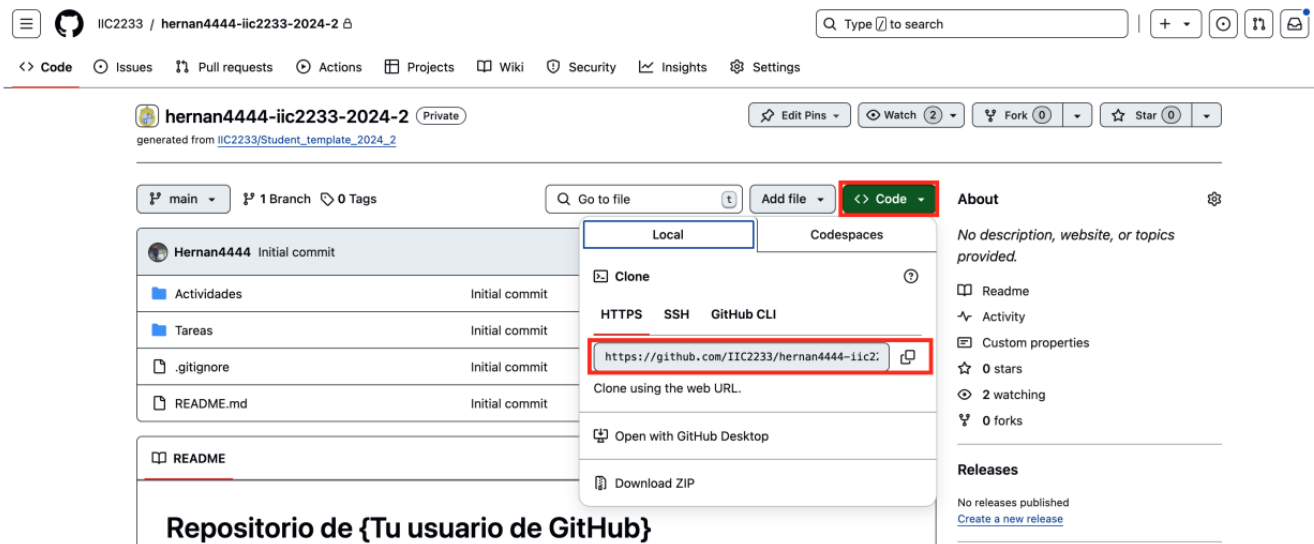 IIC2233 / hernan4444-iic2233-2024-2
Type / to search
<> Code Issues Pull requests Actions Projects Wiki Security Insights Settings
hernan4444-iic2233-2024-2 Private
generated from IIC2233/Student_template_2024_2
Edit Pins Watch 2 Fork 0 Star 0
main 1 Branch 0 Tags
Go to file t Add file <> Code
Hernan4444 Initial commit
Actividades Initial commit
Tareas Initial commit
.gitignore Initial commit
README.md Initial commit
README
Repositorio de {Tu usuario de GitHub}
Local Codespaces
Clone
HTTPS SSH GitHub CLI
https://github.com/IIC2233/hernan4444-iic2
Clone using the web URL.
Open with GitHub Desktop
Download ZIP
About
No description, website, or topics
provided.
Readme
Activity
Custom properties
0 stars
2 watching
0 forks
Releases
No releases published
Create a new release